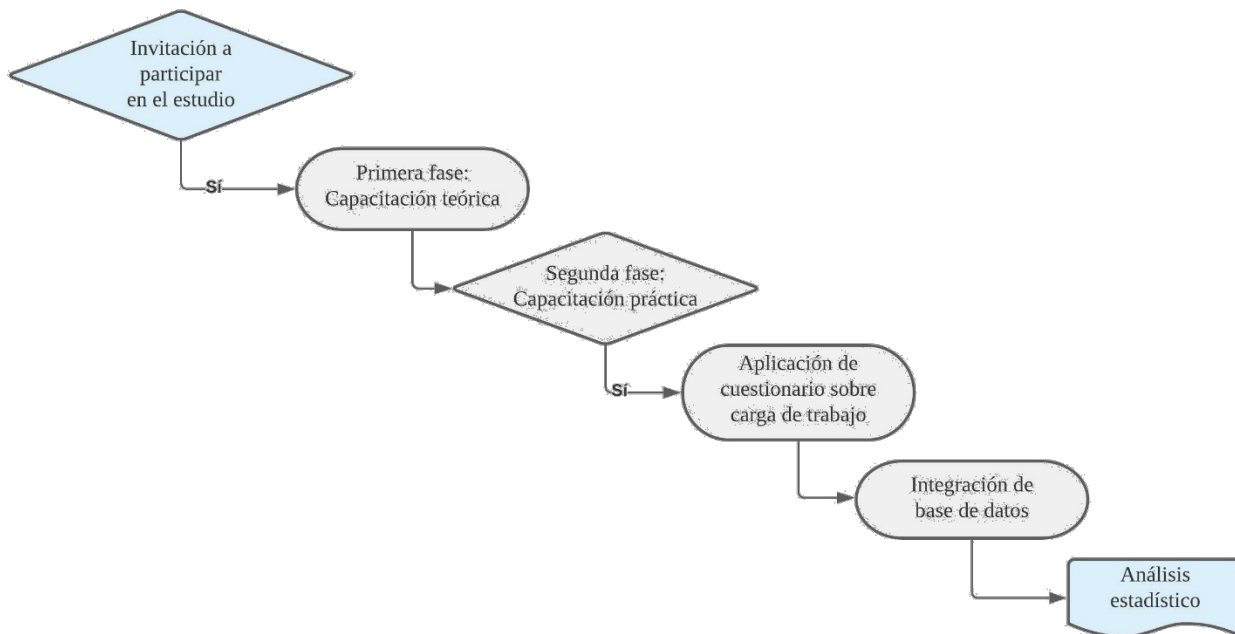 Invitación a
participar
en el estudio
Sí
Primera fase:
Capacitación teórica
Segunda fase:
Capacitación práctica
Sí
Aplicación de
cuestionario sobre
carga de trabajo
Integración de
base de datos
Análisis
estadístico